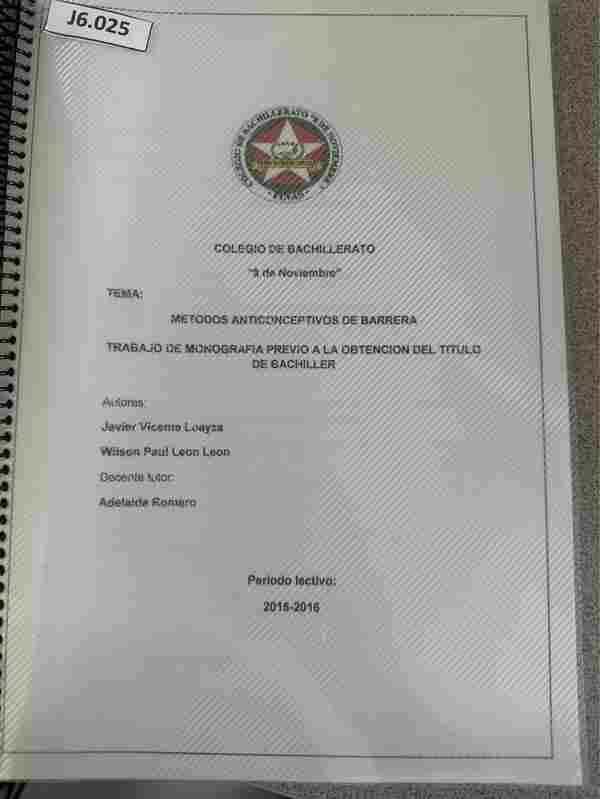 J6.025
COLEGIO DE BACHILLERATO "8 DE NOVIEMBRE"
COLEGIO DE BACHILLERATO
"8 de Noviembre"
TEMA:
METODOS ANTICONCEPTIVOS DE BARRERA
TRABAJO DE MONOGRAFIA PREVIO A LA OBTENCION DEL TITULO
DE BACHILLER
Autores:
Javier Vicente Loayza
Wilson Paul Leon Leon
Docente tutor:
Adelaida Romero
Periodo lectivo:
2015-2016